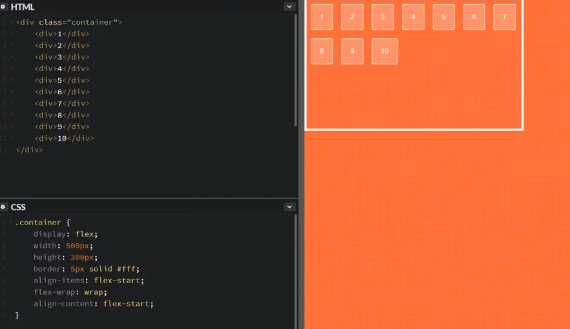 HTML
<div class="container">
<div>1</div>
<div>2</div>
<div>3</div>
<div>4</div>
<div>5</div>
<div>6</div>
<div>7</div>
<div>8</div>
<div>9</div>
<div>10</div>
</div>
CSS
.container {
display: flex;
width: 500px;
height: 300px;
border: 5px solid #fff;
align-items: flex-start;
flex-wrap: wrap;
align-content: flex-start;
}
1 2 3 4 5 6 7
8 9 10